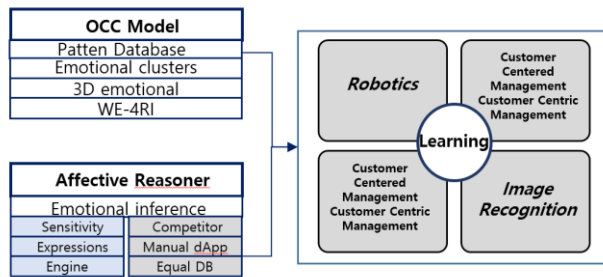 OCC Model
Patten Database
Emotional clusters
3D emotional
WE-4RI
Affective Reasoner
Emotional inference
Sensitivity
Competitor
Expressions
Manual dApp
Engine
Equal DB
Robotics
Customer
Centered
Management
Customer Centric
Management
Learning
Customer
Centered
Management
Customer Centric
Management
Image
Recognition